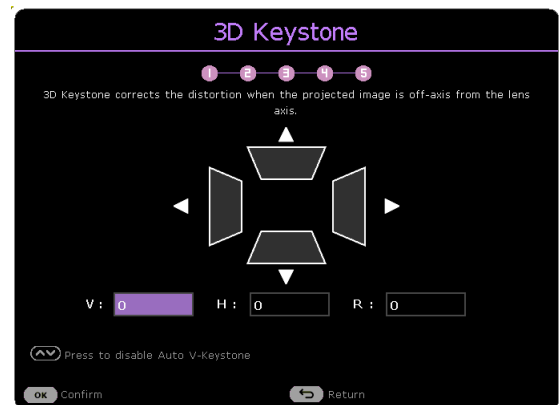 3D Keystone
1 2 3 4 5
3D Keystone corrects the distortion when the projected image is off-axis from the lens
axis.
V : 0 H : 0 R : 0
Press to disable Auto V-Keystone
OK Confirm Return